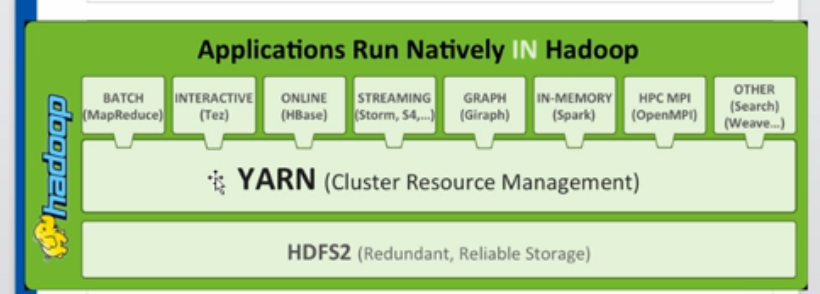 Applications Run Natively IN Hadoop
BATCH
(MapReduce)
INTERACTIVE
(Tez)
ONLINE
(HBase)
STREAMING
(Storm, S4,...)
GRAPH
(Giraph)
IN-MEMORY
(Spark)
HPC MPI
(OpenMPI)
OTHER
(Search)
(Weave...)
hadoop
YARN (Cluster Resource Management)
HDFS2 (Redundant, Reliable Storage)